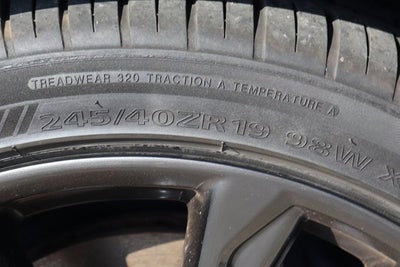 TREADWEAR 320 TRACTION A TEMPERATURE A
245/40ZR19 98W X